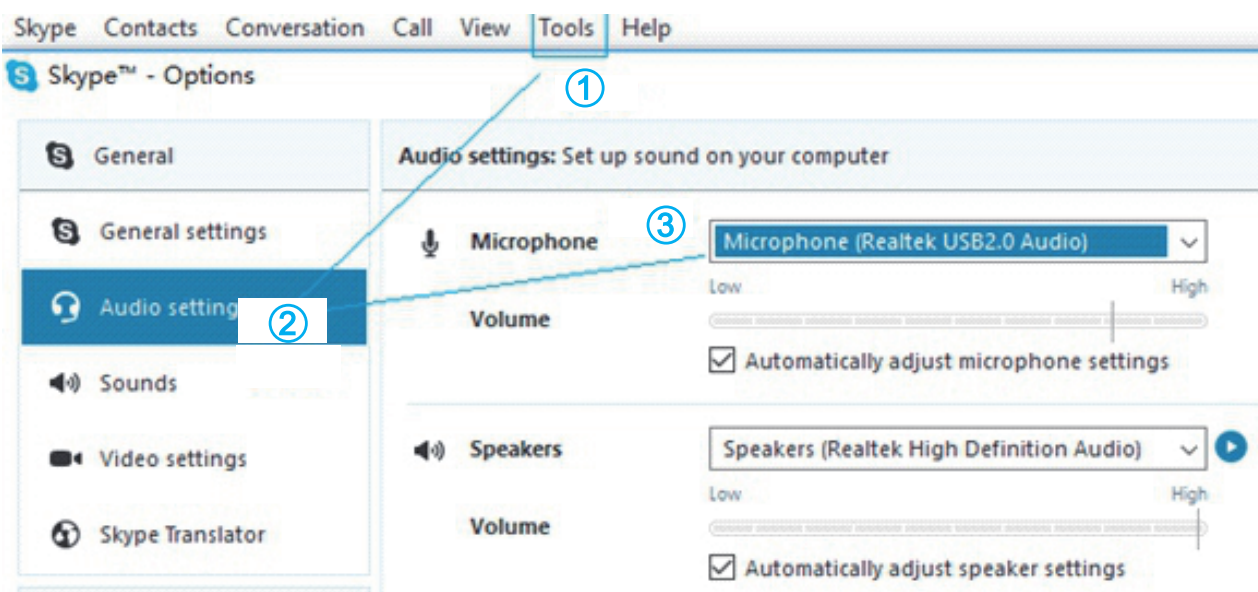 Skype Contacts Conversation Call View Tools Help
Skype™ - Options
①
General
Audio settings: Set up sound on your computer
General settings
③
Microphone
Microphone (Realtek USB2.0 Audio)
Low High
Audio setting
②
Volume
Automatically adjust microphone settings
Sounds
Speakers
Speakers (Realtek High Definition Audio)
Video settings
Low High
Skype Translator
Volume
Automatically adjust speaker settings